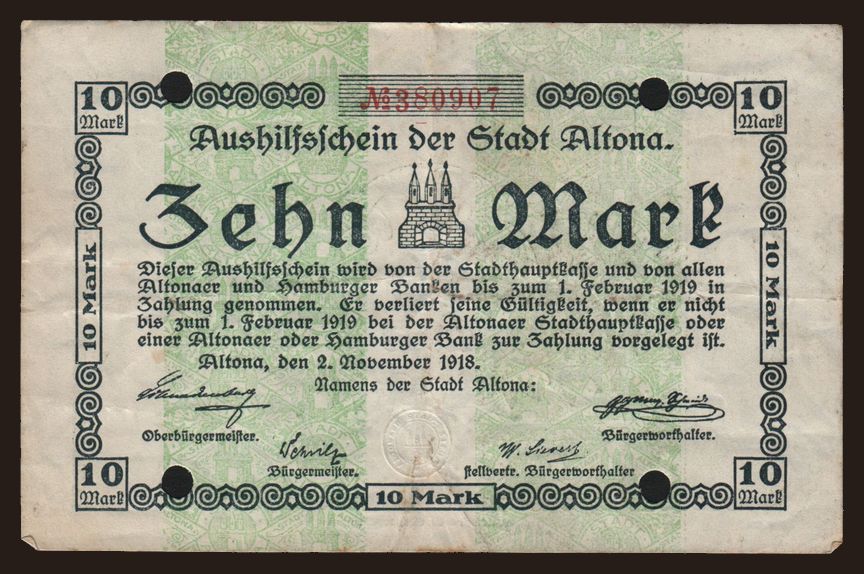 10 Mark
№380907
10 Mark
Aushilfsschein der Stadt Altona.
Zehn Mark
Dieser Aushilfsschein wird von der Stadthauptkasse und von allen
Altonaer und Hamburger Banken bis zum 1. Februar 1919 in
Zahlung genommen. Er verliert seine Gültigkeit, wenn er nicht
bis zum 1. Februar 1919 bei der Altonaer Stadthauptkasse oder
einer Altonaer oder Hamburger Bank zur Zahlung vorgelegt ist.
10 Mark
10 Mark
Altona, den 2. November 1918.
Namens der Stadt Altona:
Oberbürgermeister.
Bürgerworthalter.
W. Sievert
Bürgermeister.
stellvertr. Bürgerworthalter
10 Mark
10 Mark
10 Mark